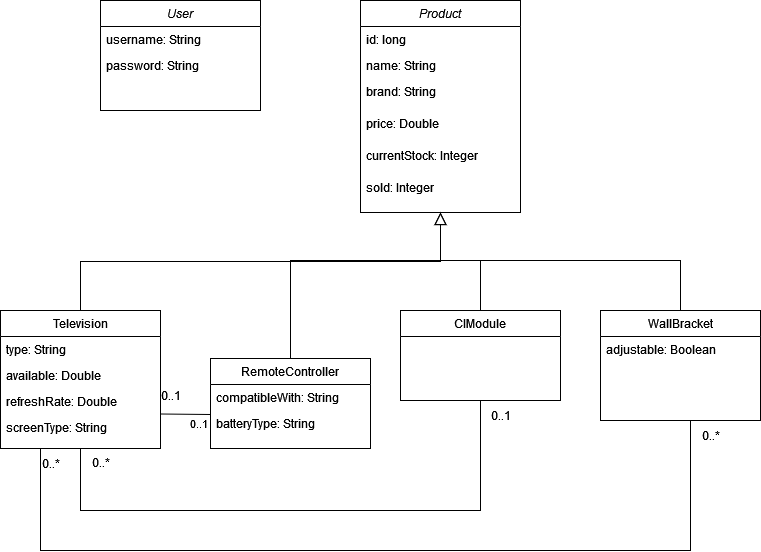 User
username: String
password: String
Product
id: long
name: String
brand: String
price: Double
currentStock: Integer
sold: Integer
Television
type: String
available: Double
refreshRate: Double
screenType: String
0..1
0..1
RemoteController
compatibleWith: String
batteryType: String
CIModule
0..1
WallBracket
adjustable: Boolean
0..*
0..*
0..*